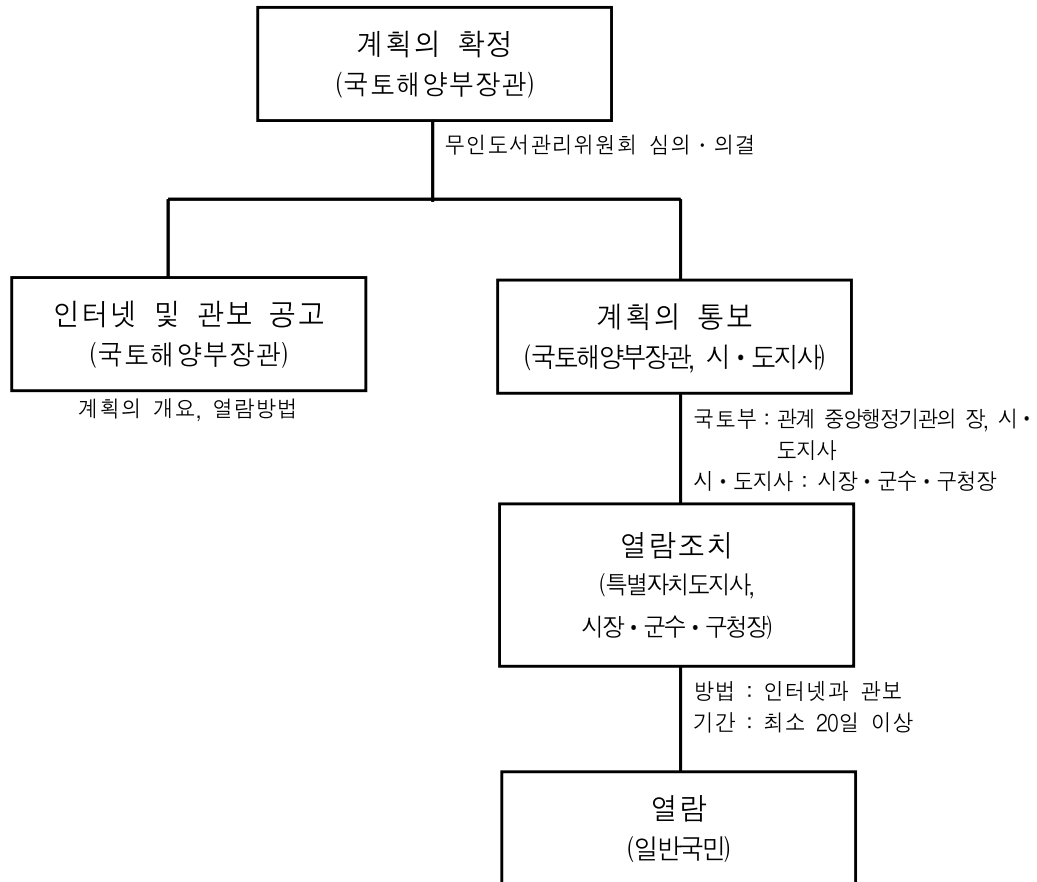 계획의 확정
(국토해양부장관)
무인도서관리위원회 심의·의결
인터넷 및 관보 공고
(국토해양부장관)
계획의 개요, 열람방법
계획의 통보
(국토해양부장관, 시·도지사)
국토부 : 관계 중앙행정기관의 장, 시·
도지사
시·도지사 : 시장·군수·구청장
열람조치
(특별자치도지사,
시장·군수·구청장)
방법 : 인터넷과 관보
기간 : 최소 20일 이상
열람
(일반국민)